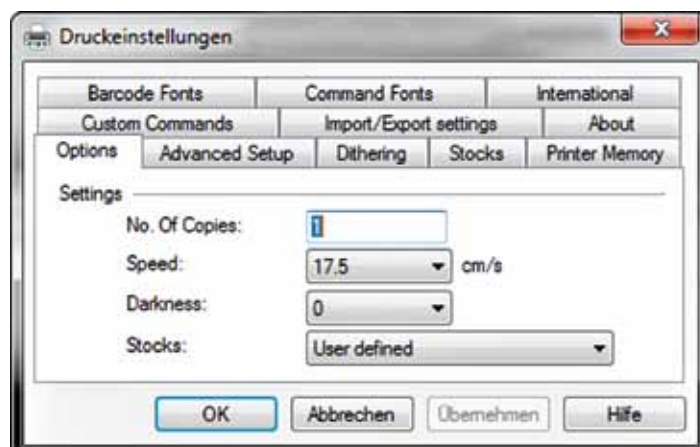 Druckeinstellungen
Barcode Fonts Command Fonts International
Custom Commands Import/Export settings About
Options Advanced Setup Dithering Stocks Printer Memory
Settings
No. Of Copies: 1
Speed: 17.5 cm/s
Darkness: 0
Stocks: User defined
OK Abbrechen Übernehmen Hilfe